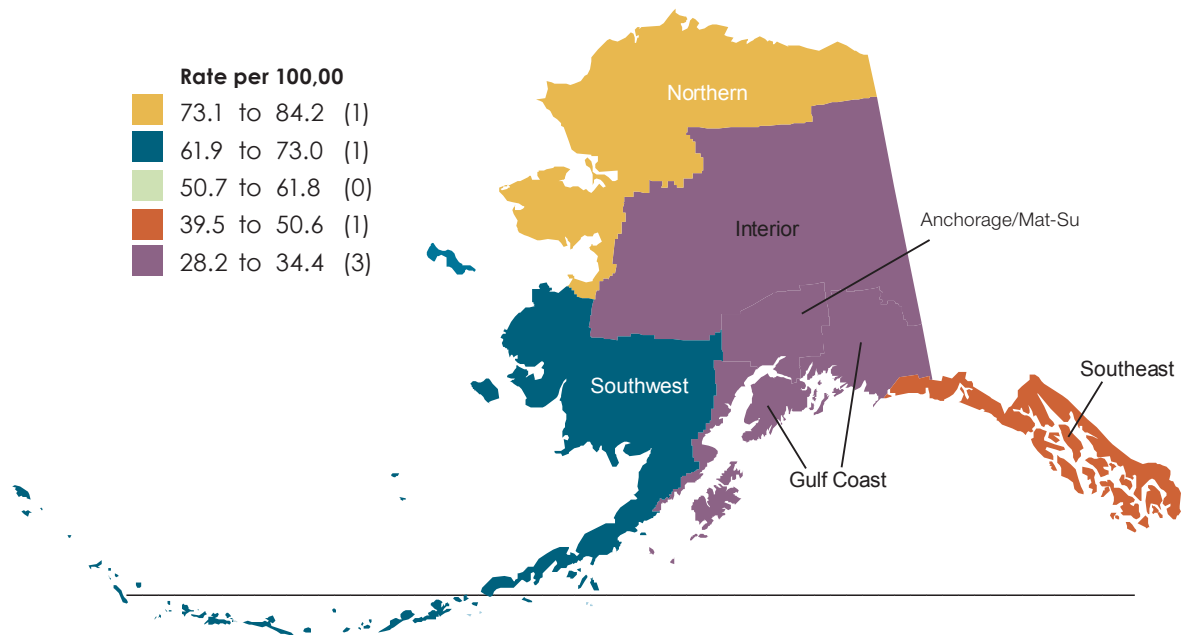 Rate per 100,00
73.1 to 84.2 (1)
61.9 to 73.0 (1)
50.7 to 61.8 (0)
39.5 to 50.6 (1)
28.2 to 34.4 (3)
Northern
Interior
Anchorage/Mat-Su
Southwest
Southeast
Gulf Coast